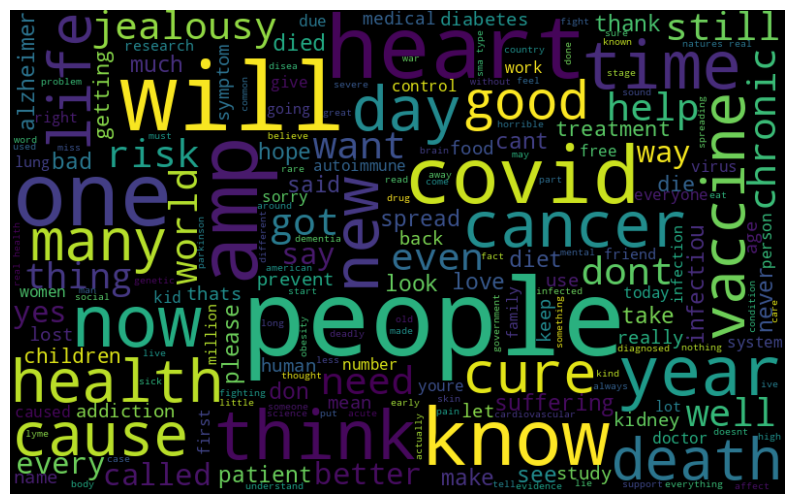 jealousy
heart
due
medical
diabetes
thank
still
research
died
symptom
getting
much
alzheimer
life
will
day
time
good
help
control
work
give
going
right
treatment
chronic
vaccine
risk
hope
want
food
cant
way
free
virus
lung
bad
autoimmune
covid
die
everyone
said
one
amp
new
world
sorry
got
spread
cancer
many
thing
say
even
back
dont
infection
infectiou
person
age
never
prevent
look
diet
love
friend
women
yes
kid
thats
use
take
today
lost
now
people
family
keep
really
system
children
million
please
human
number
youre
health
need
cure
year
caused
addiction
don
mean
let
suffering
lot
kidney
well
cause
think
know
doctor
death
every
first
name
called
patient
better
make
see
study
fight
sure
known
natures real
problem
disea
war
sma type
country
done
stage
used
word
miss
must
common
severe
great
without
feel
sound
horrible
spreading
believe
brain
may
rare
read
come
away
part
drug
eat
around
different
dementia
fact
mental
parkinson
real health
genetic
man
social
american
start
long
deadly
made
old
less
infected
government
something
obesity
condition
care
diagnosed
nothing
live
sick
thought
kind
always
ive
fighting
little
someone
science
put
acute
early
skin
pain
cardiovascular
actually
doesnt
high
lyme
case
body
understand
tell
evidence
lie
support
everything
affect